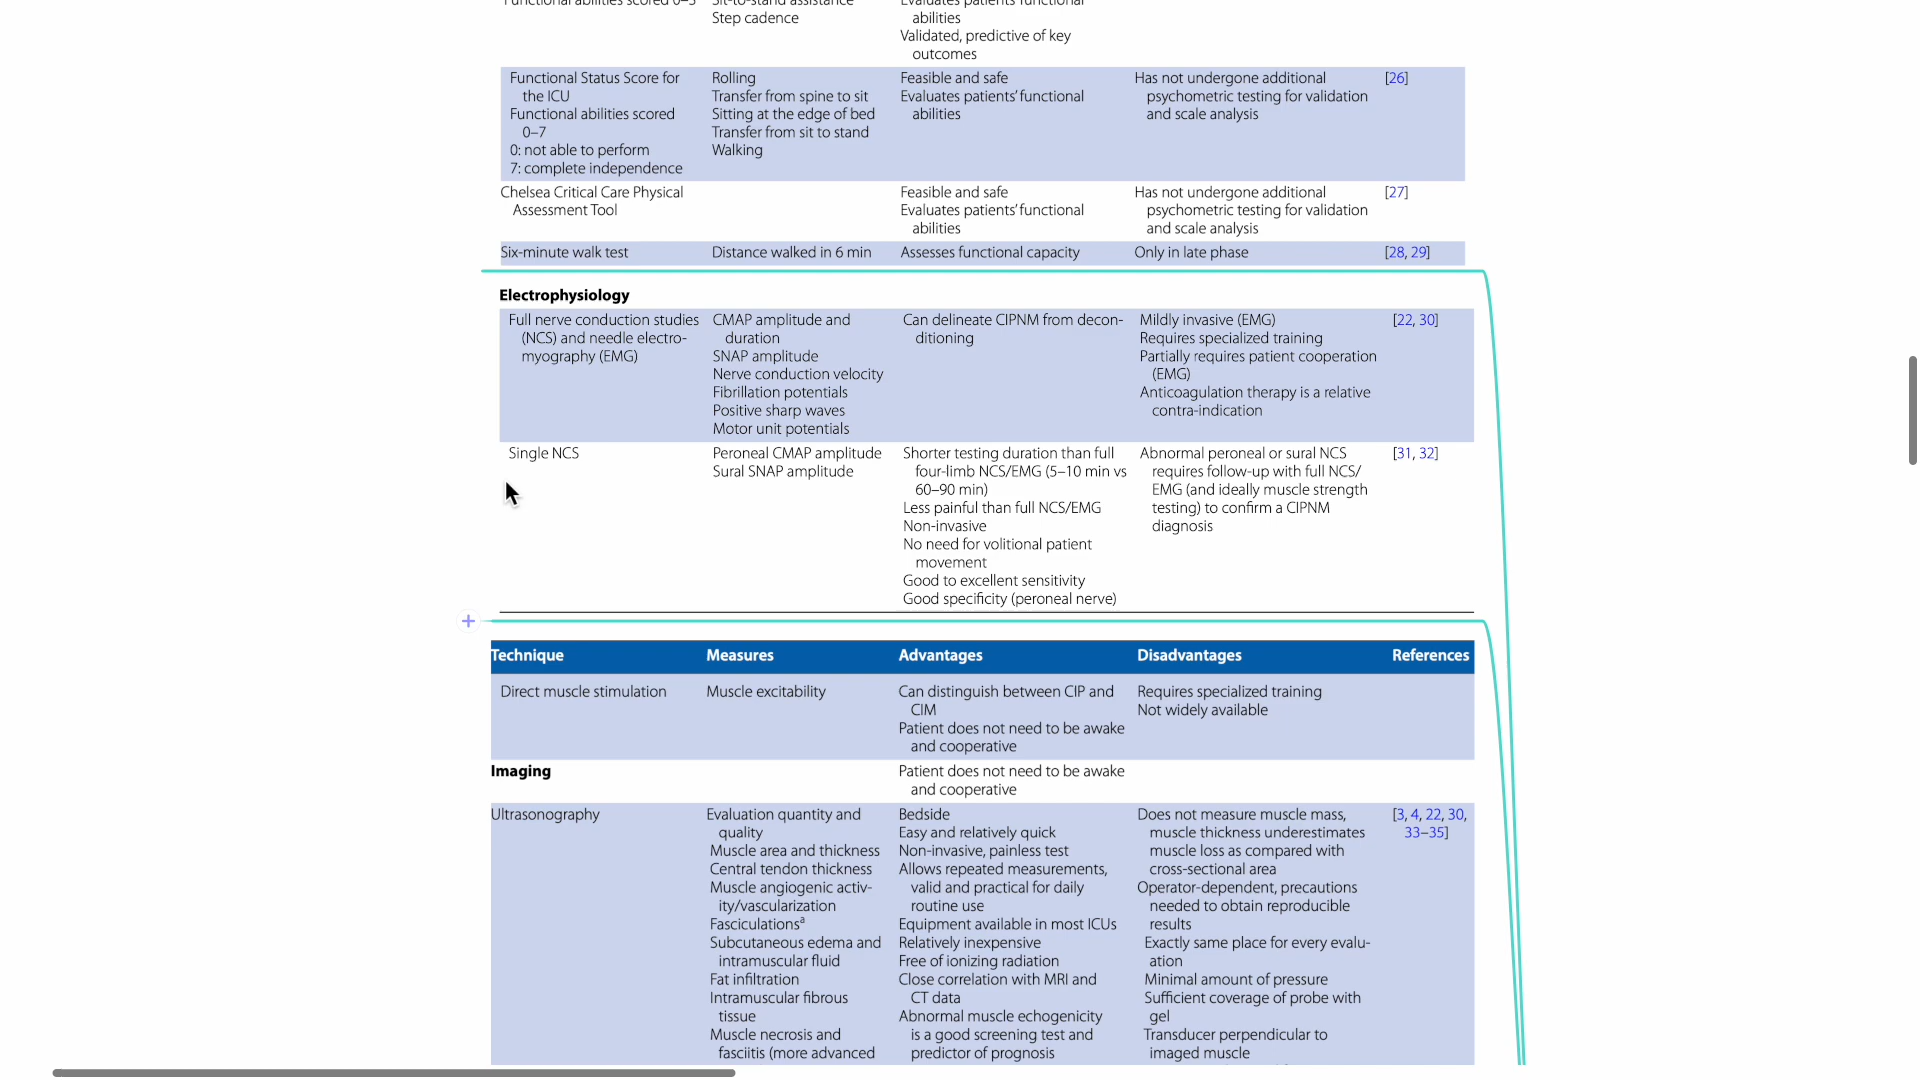 Functional abilities scored 0–5
Sit-to-stand assistance
Step cadence
Evaluates patients' functional
abilities
Validated, predictive of key
outcomes
Functional Status Score for
the ICU
Functional abilities scored
0–7
0: not able to perform
7: complete independence
Rolling
Transfer from spine to sit
Sitting at the edge of bed
Transfer from sit to stand
Walking
Feasible and safe
Evaluates patients' functional
abilities
Has not undergone additional
psychometric testing for validation
and scale analysis
[26]
Chelsea Critical Care Physical
Assessment Tool
Feasible and safe
Evaluates patients' functional
abilities
Has not undergone additional
psychometric testing for validation
and scale analysis
[27]
Six-minute walk test
Distance walked in 6 min
Assesses functional capacity
Only in late phase
[28, 29]
Electrophysiology
Full nerve conduction studies
(NCS) and needle electro-
myography (EMG)
CMAP amplitude and
duration
SNAP amplitude
Nerve conduction velocity
Fibrillation potentials
Positive sharp waves
Motor unit potentials
Can delineate CIPNM from decon-
ditioning
Mildly invasive (EMG)
Requires specialized training
Partially requires patient cooperation
(EMG)
Anticoagulation therapy is a relative
contra-indication
[22, 30]
Single NCS
Peroneal CMAP amplitude
Sural SNAP amplitude
Shorter testing duration than full
four-limb NCS/EMG (5–10 min vs
60–90 min)
Less painful than full NCS/EMG
Non-invasive
No need for volitional patient
movement
Good to excellent sensitivity
Good specificity (peroneal nerve)
Abnormal peroneal or sural NCS
requires follow-up with full NCS/
EMG (and ideally muscle strength
testing) to confirm a CIPNM
diagnosis
[31, 32]
Technique
Measures
Advantages
Disadvantages
References
Direct muscle stimulation
Muscle excitability
Can distinguish between CIP and
CIM
Patient does not need to be awake
and cooperative
Requires specialized training
Not widely available
Imaging
Patient does not need to be awake
and cooperative
Ultrasonography
Evaluation quantity and
quality
Muscle area and thickness
Central tendon thickness
Muscle angiogenic activ-
ity/vascularization
Fasciculationsa
Subcutaneous edema and
intramuscular fluid
Fat infiltration
Intramuscular fibrous
tissue
Muscle necrosis and
fasciitis (more advanced
Bedside
Easy and relatively quick
Non-invasive, painless test
Allows repeated measurements,
valid and practical for daily
routine use
Equipment available in most ICUs
Relatively inexpensive
Free of ionizing radiation
Close correlation with MRI and
CT data
Abnormal muscle echogenicity
is a good screening test and
predictor of prognosis
Does not measure muscle mass,
muscle thickness underestimates
muscle loss as compared with
cross-sectional area
Operator-dependent, precautions
needed to obtain reproducible
results
Exactly same place for every evalu-
ation
Minimal amount of pressure
Sufficient coverage of probe with
gel
Transducer perpendicular to
imaged muscle
[3, 4, 22, 30,
33–35]